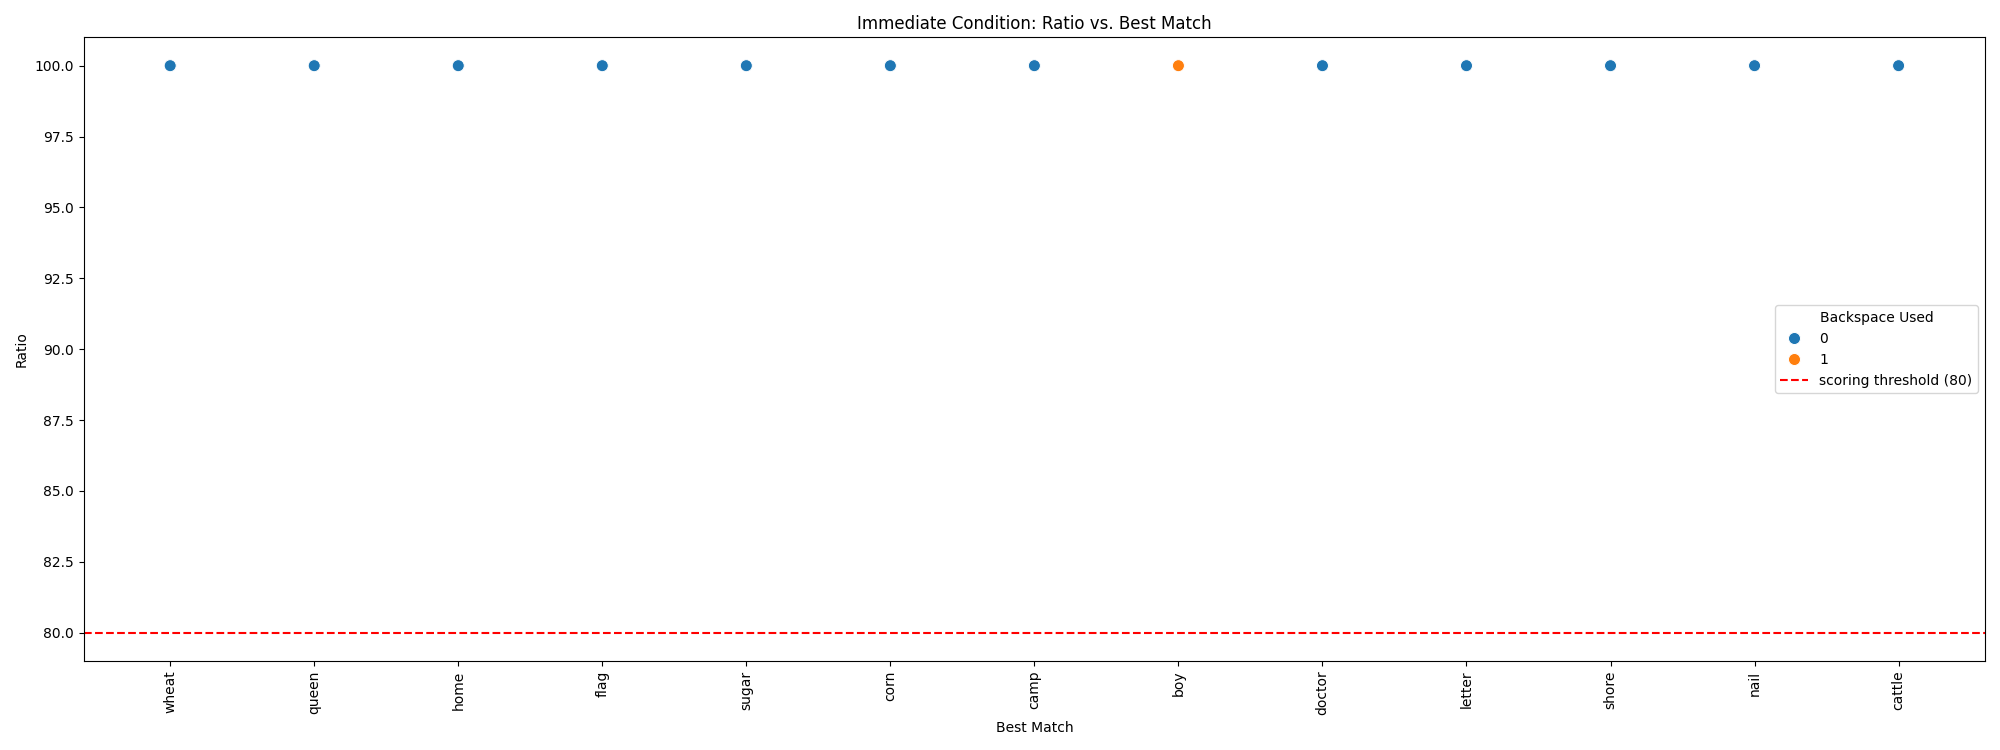 Immediate Condition: Ratio vs. Best Match
100.0
97.5
95.0
92.5
90.0
87.5
85.0
82.5
80.0
Ratio
Backspace Used
0
1
scoring threshold (80)
wheat
queen
home
flag
sugar
corn
camp
boy
doctor
letter
shore
nail
cattle
Best Match